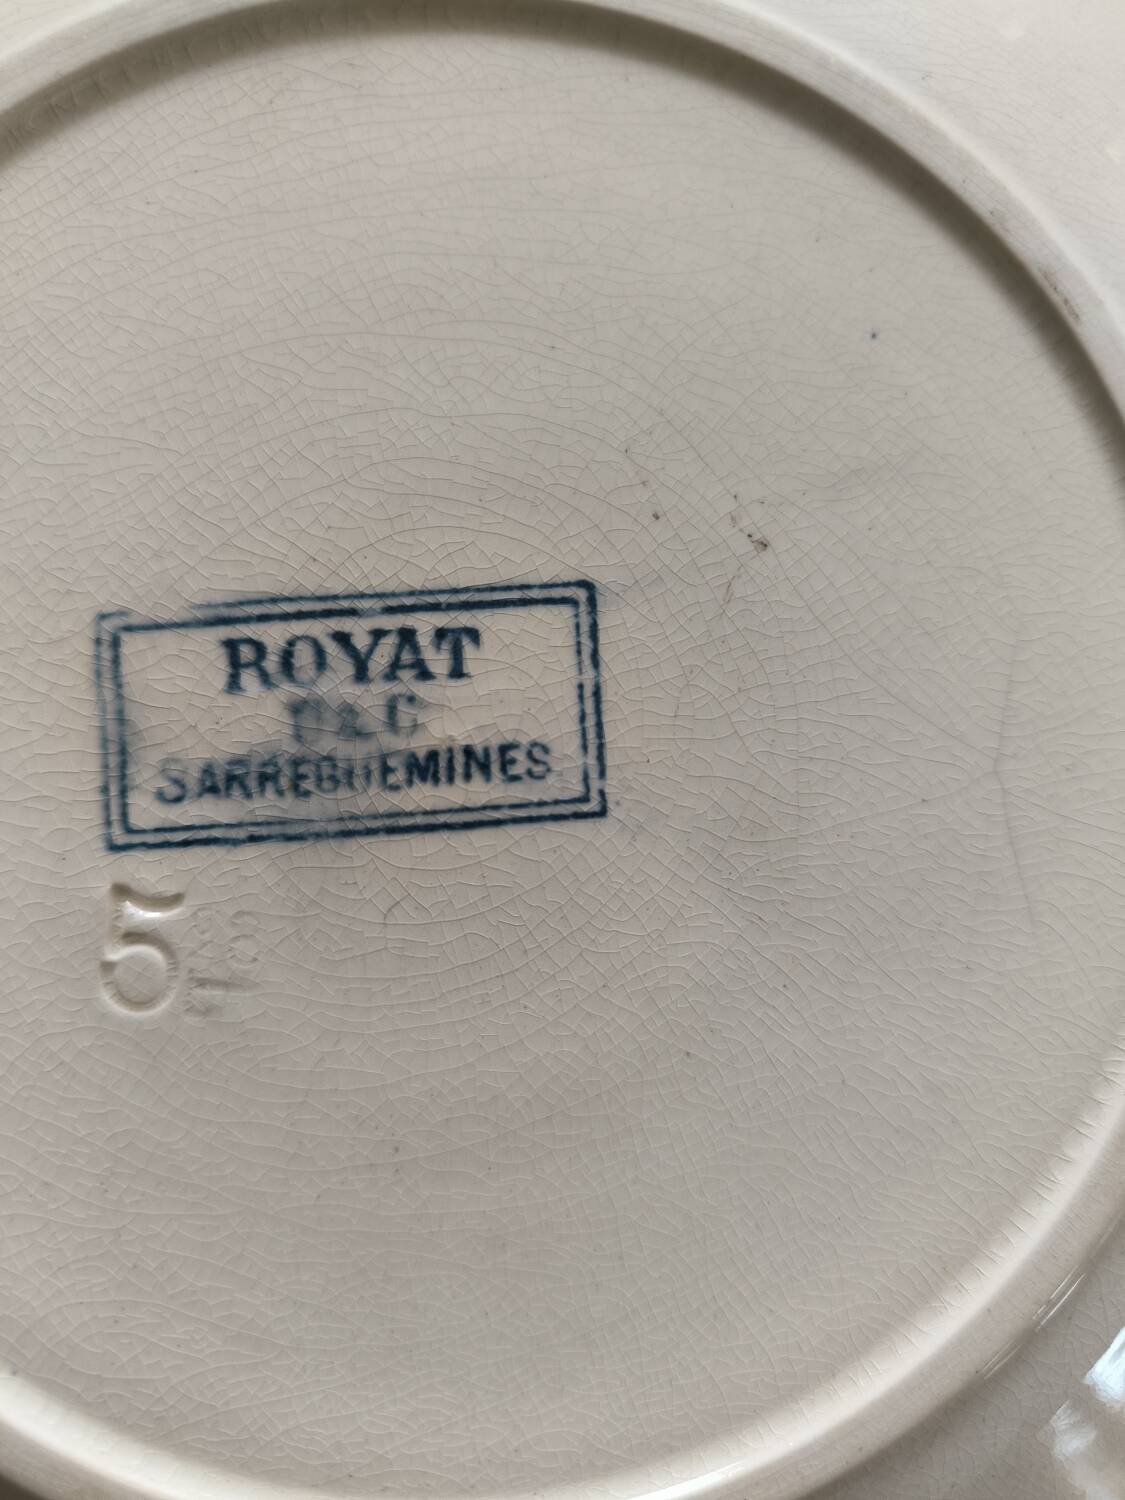 ROYAT
U & C
SARREGUEMINES
5